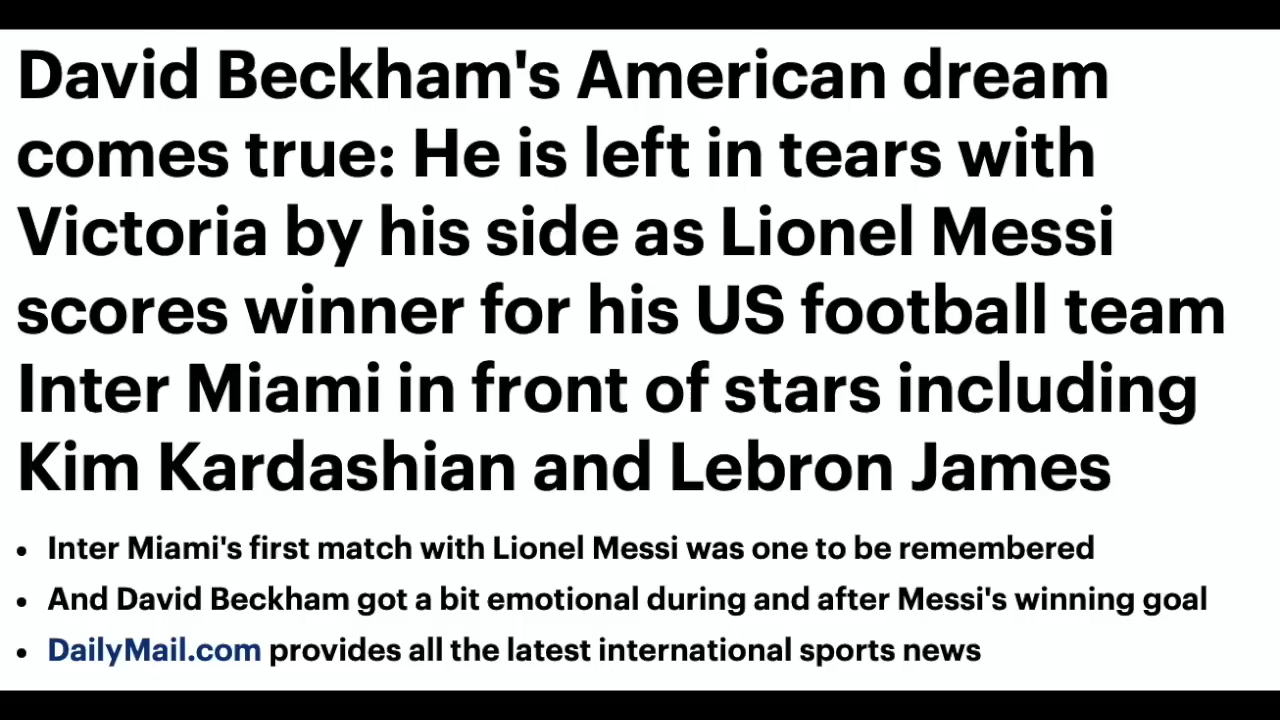 David Beckham's American dream
comes true: He is left in tears with
Victoria by his side as Lionel Messi
scores winner for his US football team
Inter Miami in front of stars including
Kim Kardashian and Lebron James
• Inter Miami's first match with Lionel Messi was one to be remembered
• And David Beckham got a bit emotional during and after Messi's winning goal
• DailyMail.com provides all the latest international sports news